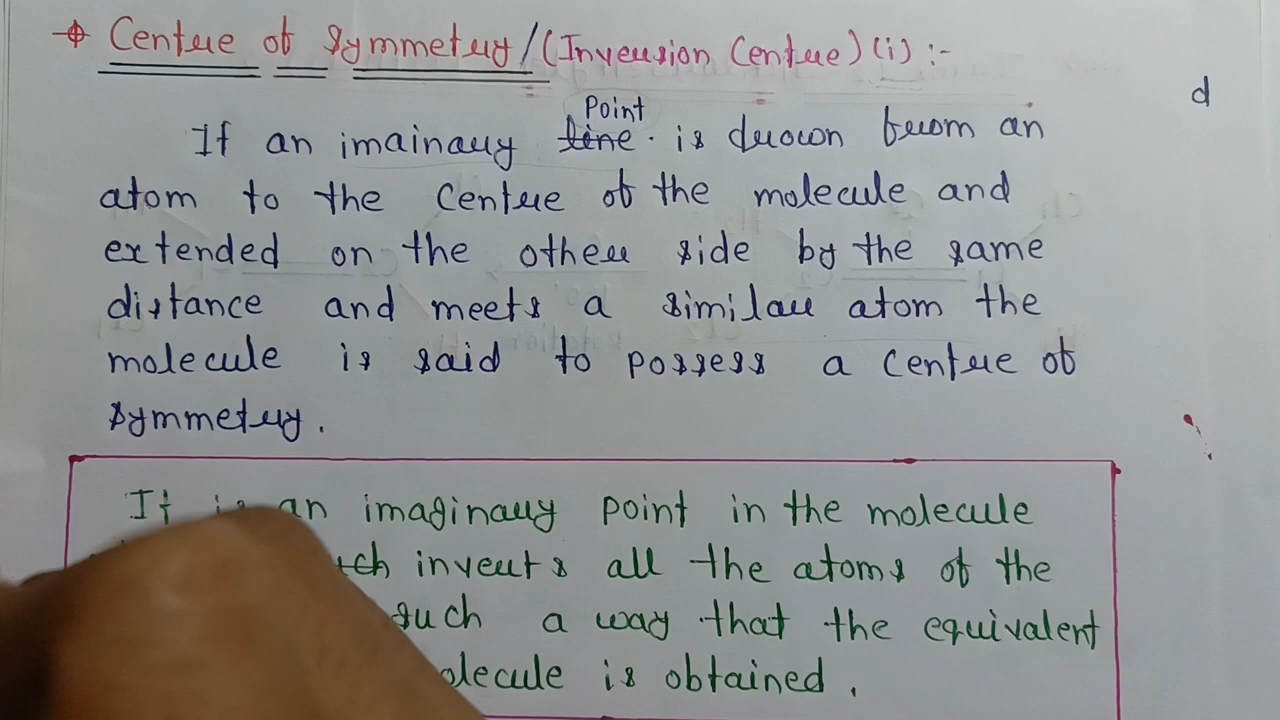 Centre of Symmetry/(Inversion Centre) (i) :-
d
Point
If an imainary line. is drown from an
atom to the centre of the molecule and
extended on the other side by the same
distance and meets a similar atom the
molecule is said to possess a centre of
symmetry.
It is an imaginary point in the molecule
inverts all the atoms of the
such a way that the equivalent
is obtained.